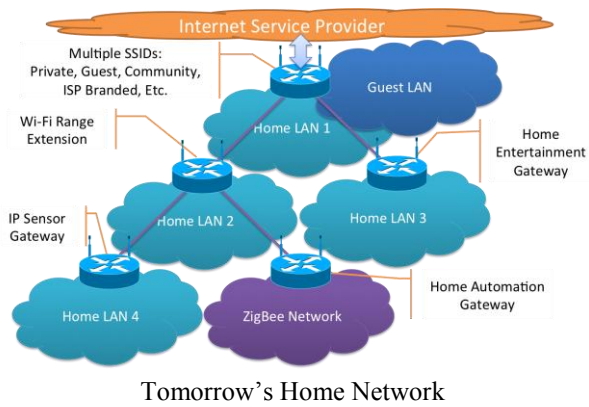 Internet Service Provider
Multiple SSIDs:
Private, Guest, Community,
ISP Branded, Etc.
Guest LAN
Home LAN 1
Wi-Fi Range
Extension
Home
Entertainment
Gateway
Home LAN 2
Home LAN 3
IP Sensor
Gateway
Home Automation
Gateway
Home LAN 4
ZigBee Network
Tomorrow’s Home Network